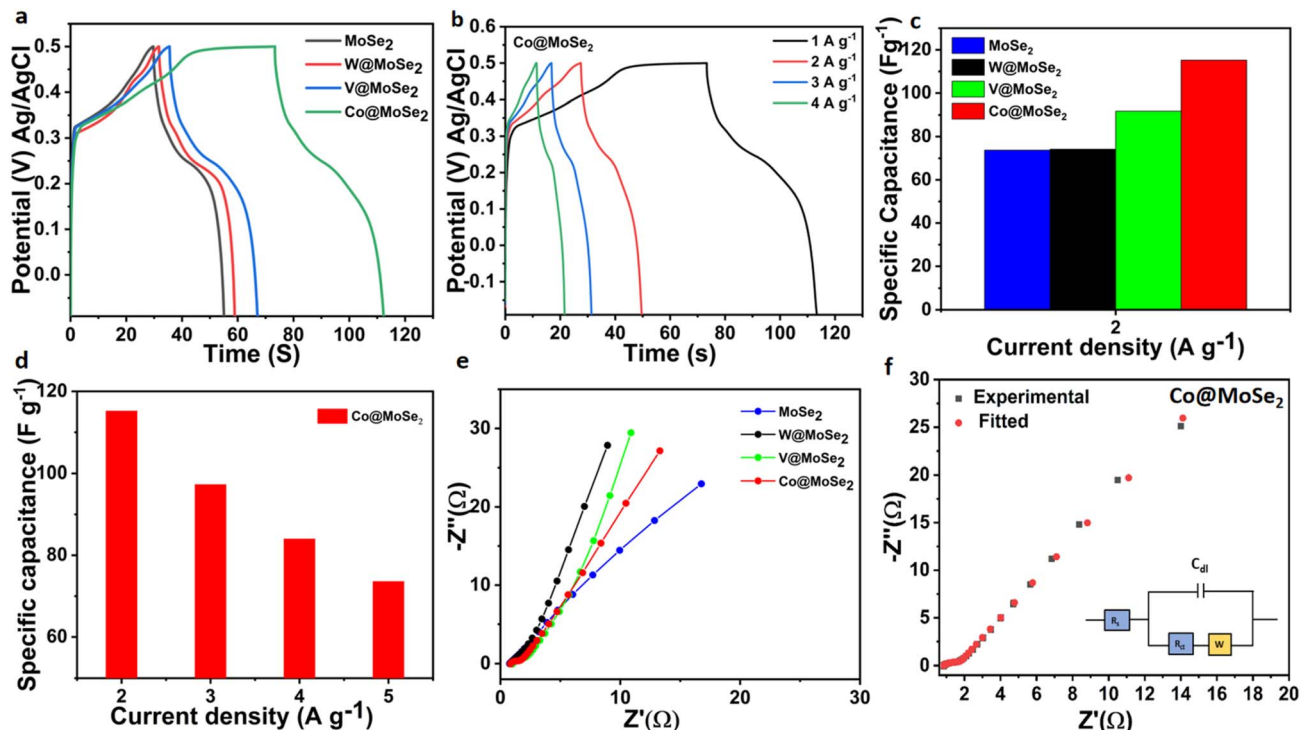 a
MoSe2
W@MoSe2
V@MoSe2
Co@MoSe2
0.5
0.4
0.3
0.2
0.1
0.0
Potential (V) Ag/AgCl
0 20 40 60 80 100 120
Time (S)
b
Co@MoSe2
1 A g-1
2 A g-1
3 A g-1
4 A g-1
0.5
0.5
0.4
0.3
0.2
0.0
-0.1
Potential (V) Ag/AgCl
0 20 40 60 80 100 120
Time (s)
c
MoSe2
W@MoSe2
V@MoSe2
Co@MoSe2
120
100
80
60
40
20
0
Specific Capacitance (Fg-1)
2
Current density (A g-1)
d
Co@MoSe2
120
100
80
60
Specific capacitance (F g-1)
2 3 4 5
Current density (A g-1)
e
MoSe2
W@MoSe2
V@MoSe2
Co@MoSe2
30
20
10
0
-Z"(Ω)
0 10 20 30
Z'(Ω)
f
Experimental
Fitted
Co@MoSe2
30
25
20
15
10
5
0
-Z"(Ω)
Cdl
Rs
Rct
W
2 4 6 8 10 12 14 16 18 20
Z'(Ω)